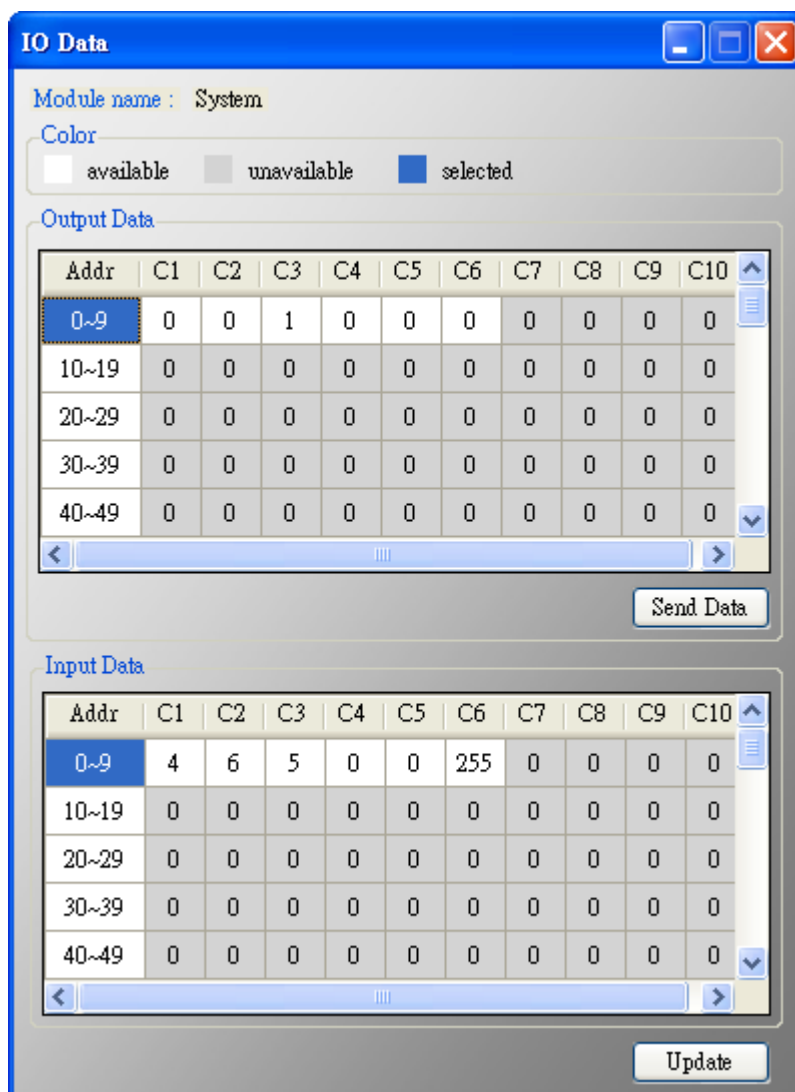 IO Data
Module name : System
Color
available unavailable selected
Output Data
Addr C1 C2 C3 C4 C5 C6 C7 C8 C9 C10
0~9 0 0 1 0 0 0 0 0 0 0
10~19 0 0 0 0 0 0 0 0 0 0
20~29 0 0 0 0 0 0 0 0 0 0
30~39 0 0 0 0 0 0 0 0 0 0
40~49 0 0 0 0 0 0 0 0 0 0
Send Data
Input Data
Addr C1 C2 C3 C4 C5 C6 C7 C8 C9 C10
0~9 4 6 5 0 0 255 0 0 0 0
10~19 0 0 0 0 0 0 0 0 0 0
20~29 0 0 0 0 0 0 0 0 0 0
30~39 0 0 0 0 0 0 0 0 0 0
40~49 0 0 0 0 0 0 0 0 0 0
Update